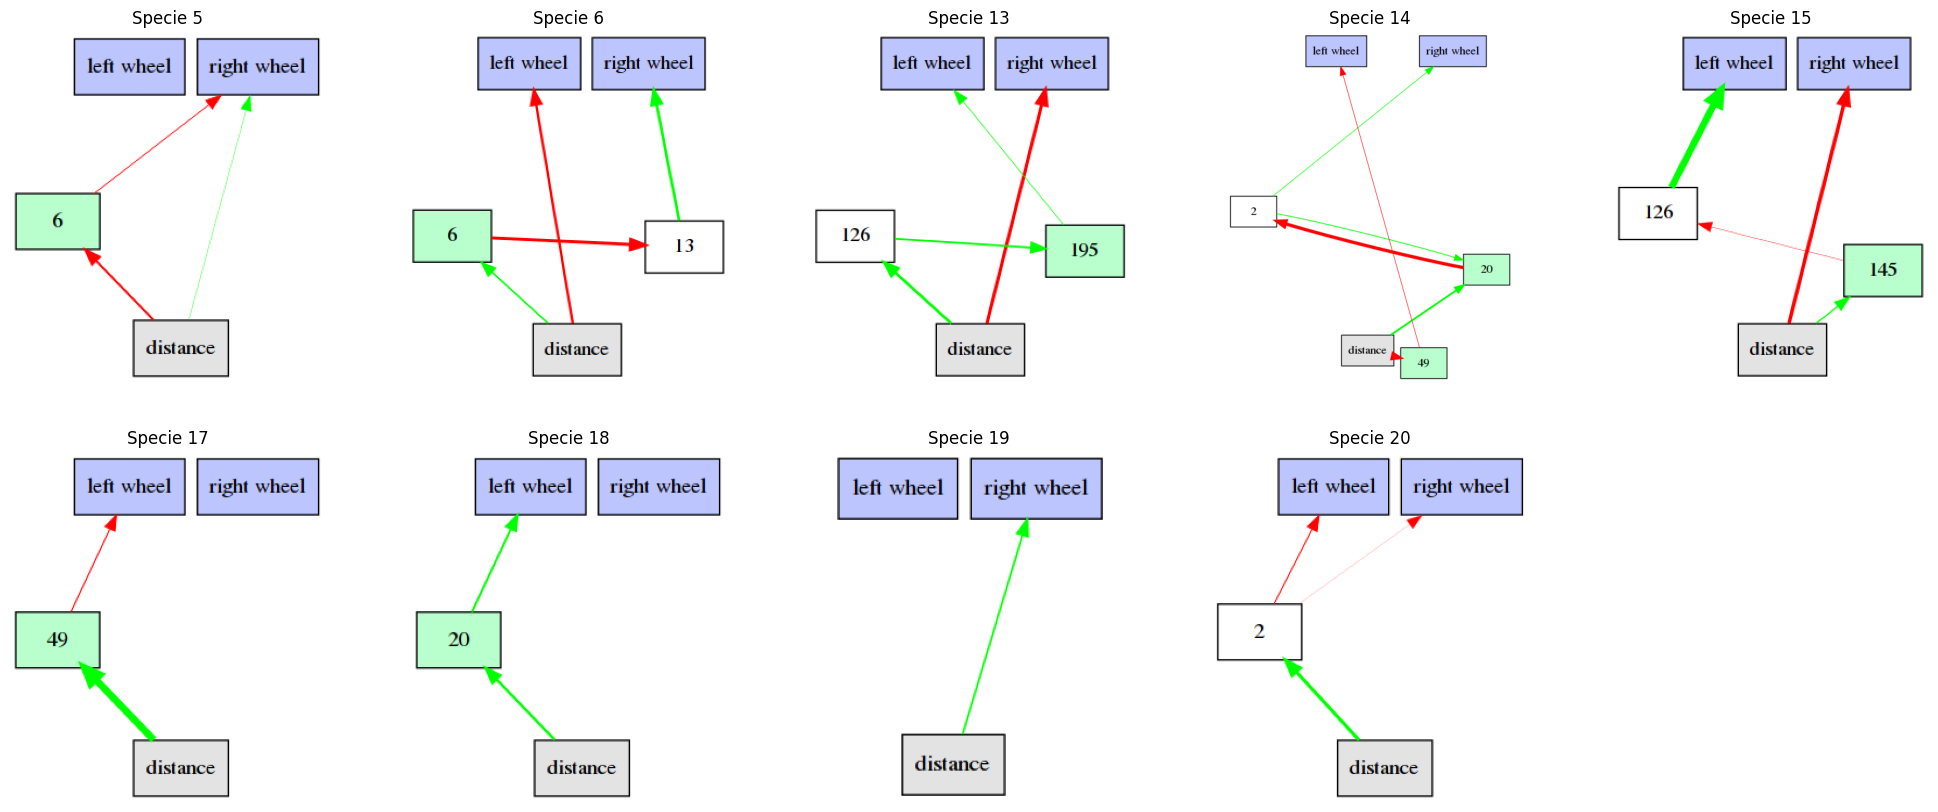 Specie 5
left wheel right wheel
6
distance
Specie 6
left wheel right wheel
6
13
distance
Specie 13
left wheel right wheel
126
195
distance
Specie 14
left wheel right wheel
2
20
distance
49
Specie 15
left wheel right wheel
126
145
distance
Specie 17
left wheel right wheel
49
distance
Specie 18
left wheel right wheel
20
distance
Specie 19
left wheel right wheel
distance
Specie 20
left wheel right wheel
2
distance